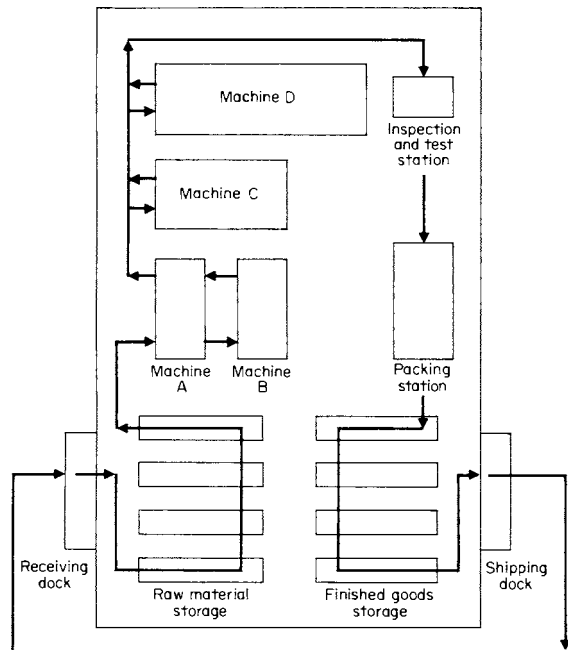 Machine D
Inspection
and test
station
Machine C
Machine
A
Machine
B
Packing
station
Receiving
dock
Raw material
storage
Finished goods
storage
Shipping
dock